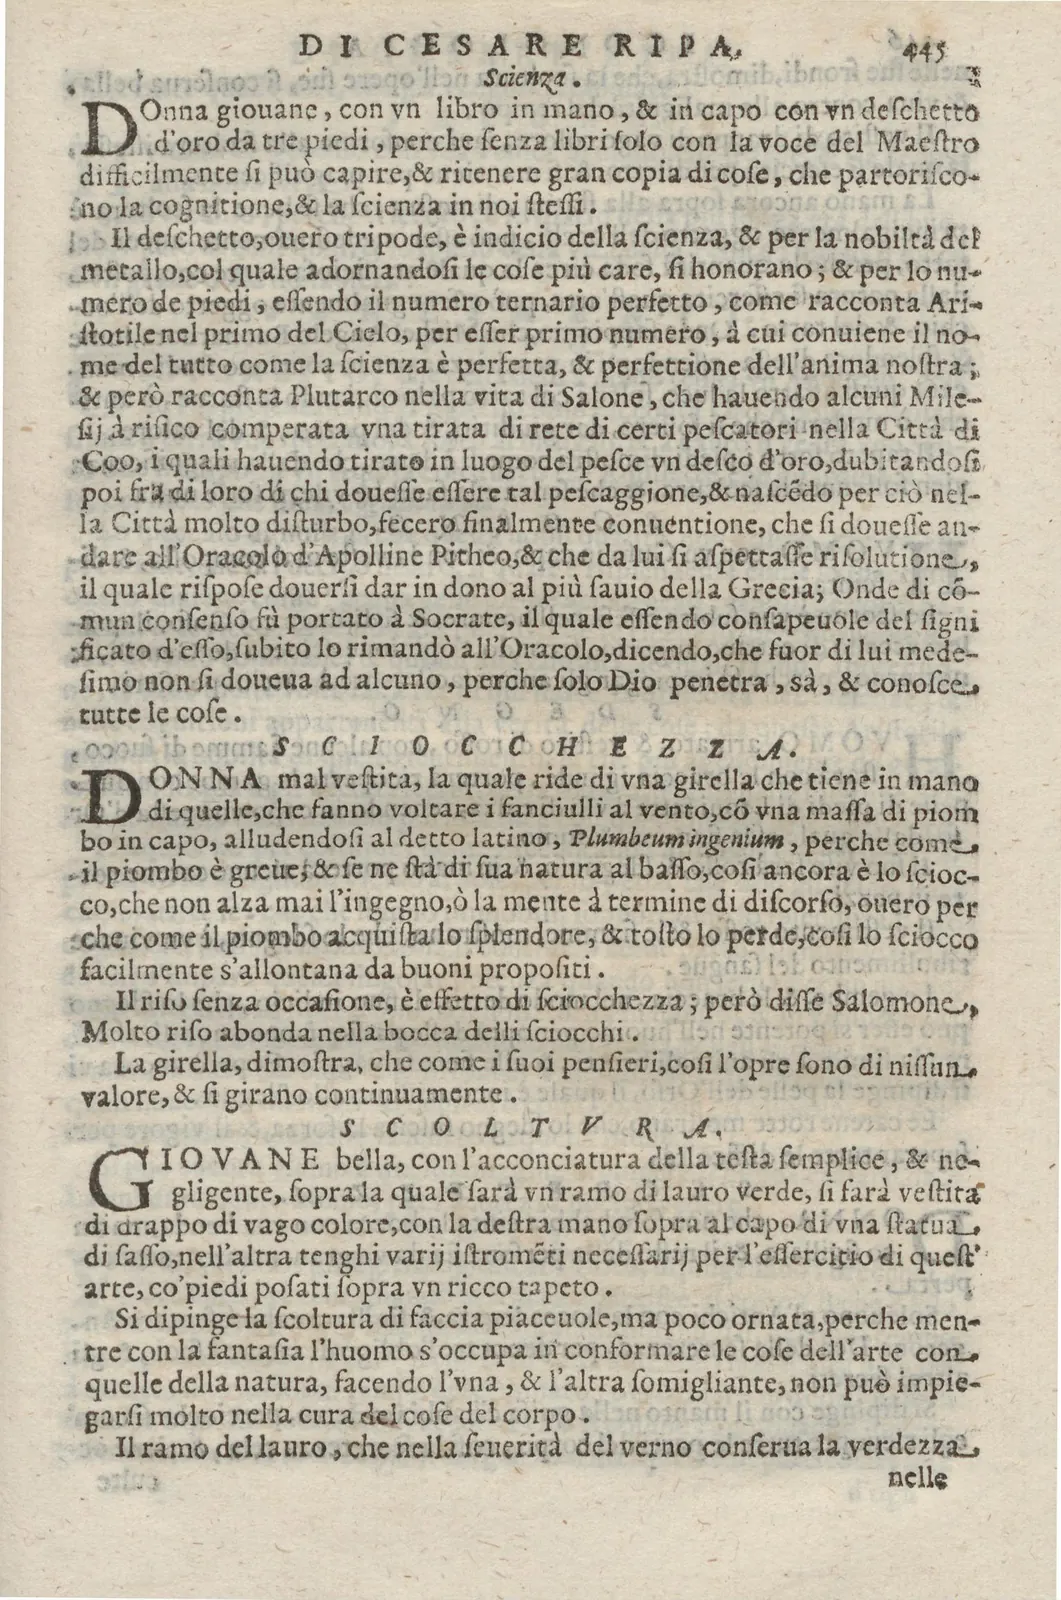 DI CESARE RIPA. 445
Scienza.
DOnna giouane, con vn libro in mano, & in capo con vn deſchetto
d'oro da tre piedi, perche ſenza libri ſolo con la voce del Maeſtro
difficilmente ſi può capire,& ritenere gran copia di coſe, che partoriſco-
no la cognitione,& la ſcienza in noi ſteſſi.
Il deſchetto,ouero tripode, è indicio della ſcienza, & per la nobiltà del
metallo,col quale adornandoſi le coſe più care, ſi honorano; & per lo nu-
mero de piedi, eſſendo il numero ternario perfetto, come racconta Ari-
ſtotile nel primo del Cielo, per eſſer primo numero, à cui conuiene il no-
me del tutto come la ſcienza è perfetta, & perfettione dell'anima noſtra;
& però racconta Plutarco nella vita di Salone, che hauendo alcuni Mile-
ſij à riſico comperata vna tirata di rete di certi peſcatori nella Città di
Coo, i quali hauendo tirato in luogo del peſce vn deſco d'oro,dubitandoſi
poi frà di loro di chi doueſſe eſſere tal peſcaggione,& naſcẽdo per ciò nel-
la Città molto diſturbo,fecero finalmente conuentione, che ſi doueſſe an-
dare all'Oracolo d'Apolline Pitheo,& che da lui ſi aſpettaſſe riſolutione,
il quale riſpoſe douerſi dar in dono al più ſauio della Grecia; Onde di cõ-
mun conſenſo fù portato à Socrate, il quale eſſendo conſapeuole del ſigni
ficato d'eſſo,ſubito lo rimandò all'Oracolo,dicendo,che fuor di lui mede-
ſimo non ſi doueua ad alcuno, perche ſolo Dio penetra, sà, & conoſce
tutte le coſe.
SCIOCCHEZZA.
DONNA mal veſtita, la quale ride di vna girella che tiene in mano
di quelle,che fanno voltare i fanciulli al vento,cõ vna maſſa di piom
bo in capo, alludendoſi al detto latino, Plumbeum ingenium, perche come
il piombo è greue,& ſe ne ſtà di ſua natura al baſſo,coſi ancora è lo ſcioc-
co,che non alza mai l'ingegno,ò la mente à termine di diſcorſo, ouero per
che come il piombo acquiſta lo ſplendore, & toſto lo perde,coſi lo ſciocco
facilmente s'allontana da buoni propoſiti.
Il riſo ſenza occaſione, è effetto di ſciocchezza; però diſſe Salomone,
Molto riſo abonda nella bocca delli ſciocchi.
La girella, dimoſtra, che come i ſuoi penſieri,coſi l'opre ſono di niſſun
valore, & ſi girano continuamente.
SCOLTVRA.
GIOVANE bella, con l'acconciatura della teſta ſemplice, & ne-
gligente, ſopra la quale ſarà vn ramo di lauro verde, ſi farà veſtita
di drappo di vago colore,con la deſtra mano ſopra al capo di vna ſtatua
di ſaſſo,nell'altra tenghi varij iſtromẽti neceſſarij per l'eſſercitio di queſt'
arte, co'piedi poſati ſopra vn ricco tapeto.
Si dipinge la ſcoltura di faccia piaceuole,ma poco ornata,perche men-
tre con la fantaſia l'huomo s'occupa in conformare le coſe dell'arte con
quelle della natura, facendo l'vna, & l'altra ſomigliante, non può impie-
garſi molto nella cura del coſe del corpo.
Il ramo del lauro, che nella ſeuerità del verno conſerua la verdezza
nelle